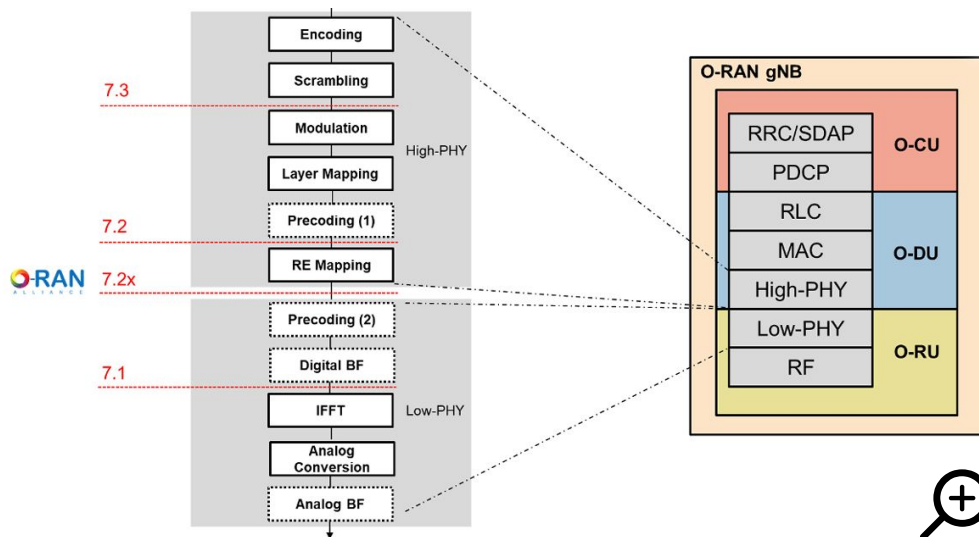 Encoding
Scrambling
7.3
Modulation
High-PHY
Layer Mapping
Precoding (1)
7.2
RE Mapping
O-RAN
ALLIANCE
7.2x
Precoding (2)
Digital BF
7.1
IFFT
Low-PHY
Analog
Conversion
Analog BF
O-RAN gNB
RRC/SDAP
O-CU
PDCP
RLC
MAC
O-DU
High-PHY
Low-PHY
O-RU
RF